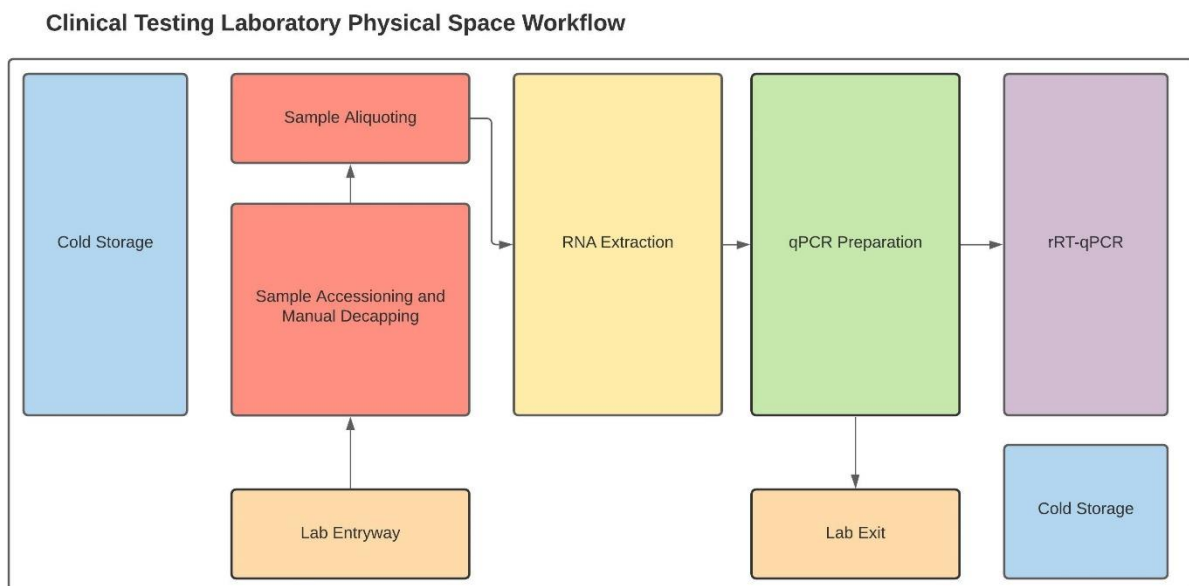 Clinical Testing Laboratory Physical Space Workflow
Cold Storage
Sample Aliquoting
Sample Accessioning and
Manual Decapping
Lab Entryway
RNA Extraction
qPCR Preparation
Lab Exit
rRT-qPCR
Cold Storage